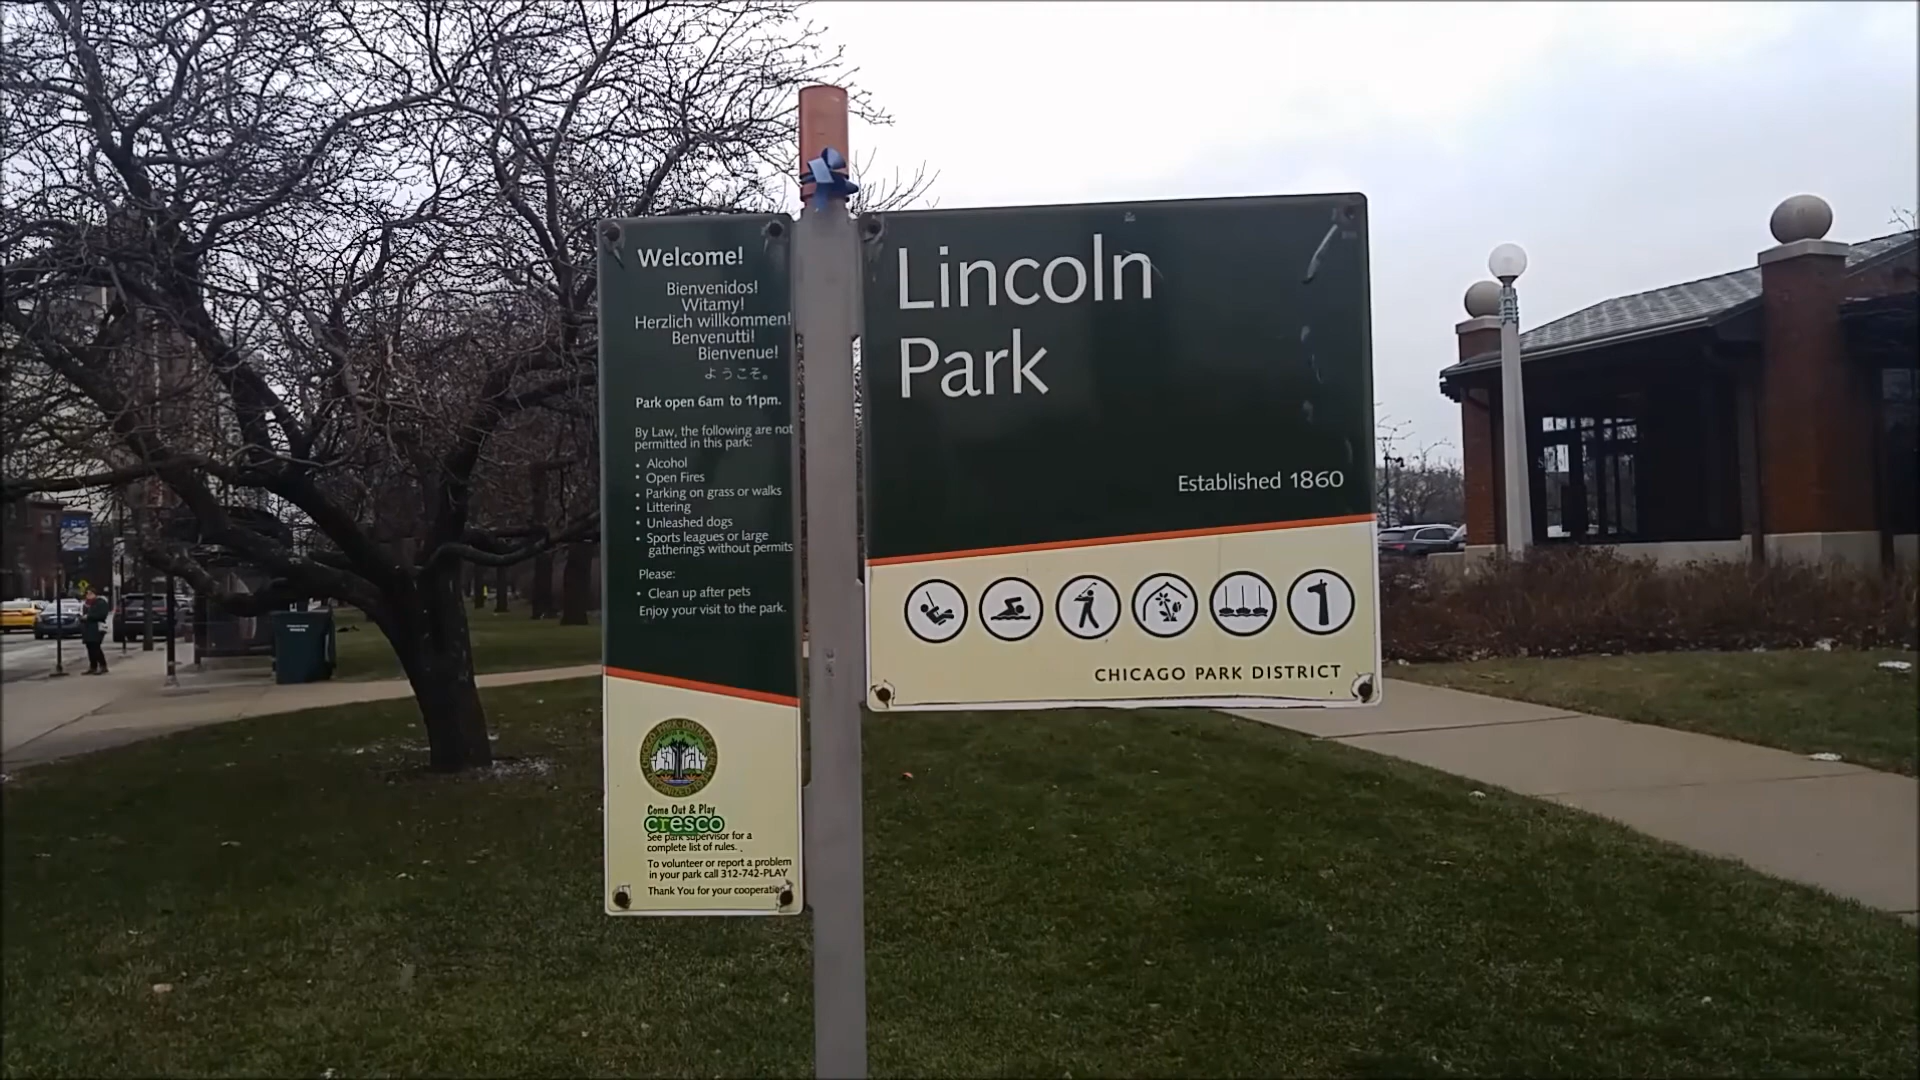 Welcome!
Bienvenidos!
Witamy!
Herzlich willkommen!
Benvenutti!
Bienvenue!
ようこそ。
Park open 6am to 11pm.
By Law, the following are not
permitted in this park:
• Alcohol
• Open Fires
• Parking on grass or walks
• Littering
• Unleashed dogs
• Sports leagues or large
gatherings without permits
Please:
• Clean up after pets
Enjoy your visit to the park.
Come Out & Play
cresco
See park supervisor for a
complete list of rules.
To volunteer or report a problem
in your park call 312-742-PLAY
Thank You for your cooperation
Lincoln
Park
Established 1860
CHICAGO PARK DISTRICT